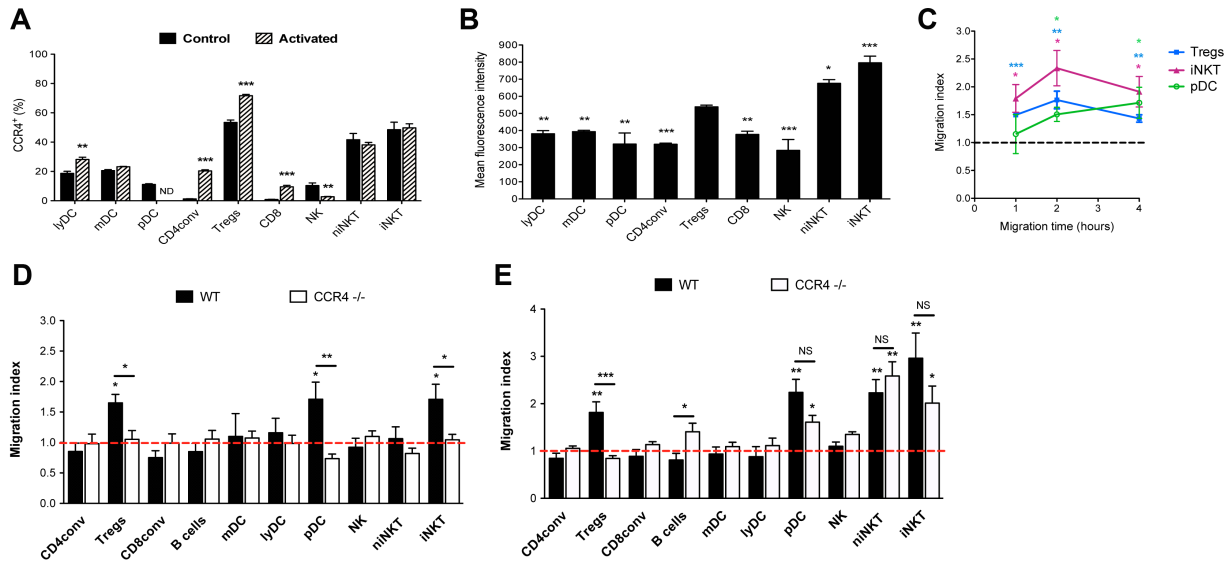 A
Control
Activated
CCR4+ (%)
100
80
60
40
20
0
**
ND
***
***
***
**
lyDC
mDC
pDC
CD4conv
Tregs
CD8
NK
niNKT
iNKT
B
Mean fluorescence intensity
900
800
700
600
500
400
300
200
100
0
**
**
**
***
**
***
*
***
lyDC
mDC
pDC
CD4conv
Tregs
CD8
NK
niNKT
iNKT
C
Migration index
3.0
2.5
2.0
1.5
1.0
0.5
0.0
***
*
*
**
*
*
**
*
Tregs
iNKT
pDC
0
1
2
3
4
Migration time (hours)
D
WT
CCR4 -/-
Migration index
3.0
2.5
2.0
1.5
1.0
0.5
0.0
*
*
**
*
*
*
CD4conv
Tregs
CD8conv
B cells
mDC
lyDC
pDC
NK
niNKT
iNKT
E
WT
CCR4 -/-
Migration index
4
3
2
1
0
***
**
*
NS
**
*
NS
**
**
NS
**
*
CD4conv
Tregs
CD8conv
B cells
mDC
lyDC
pDC
NK
niNKT
iNKT